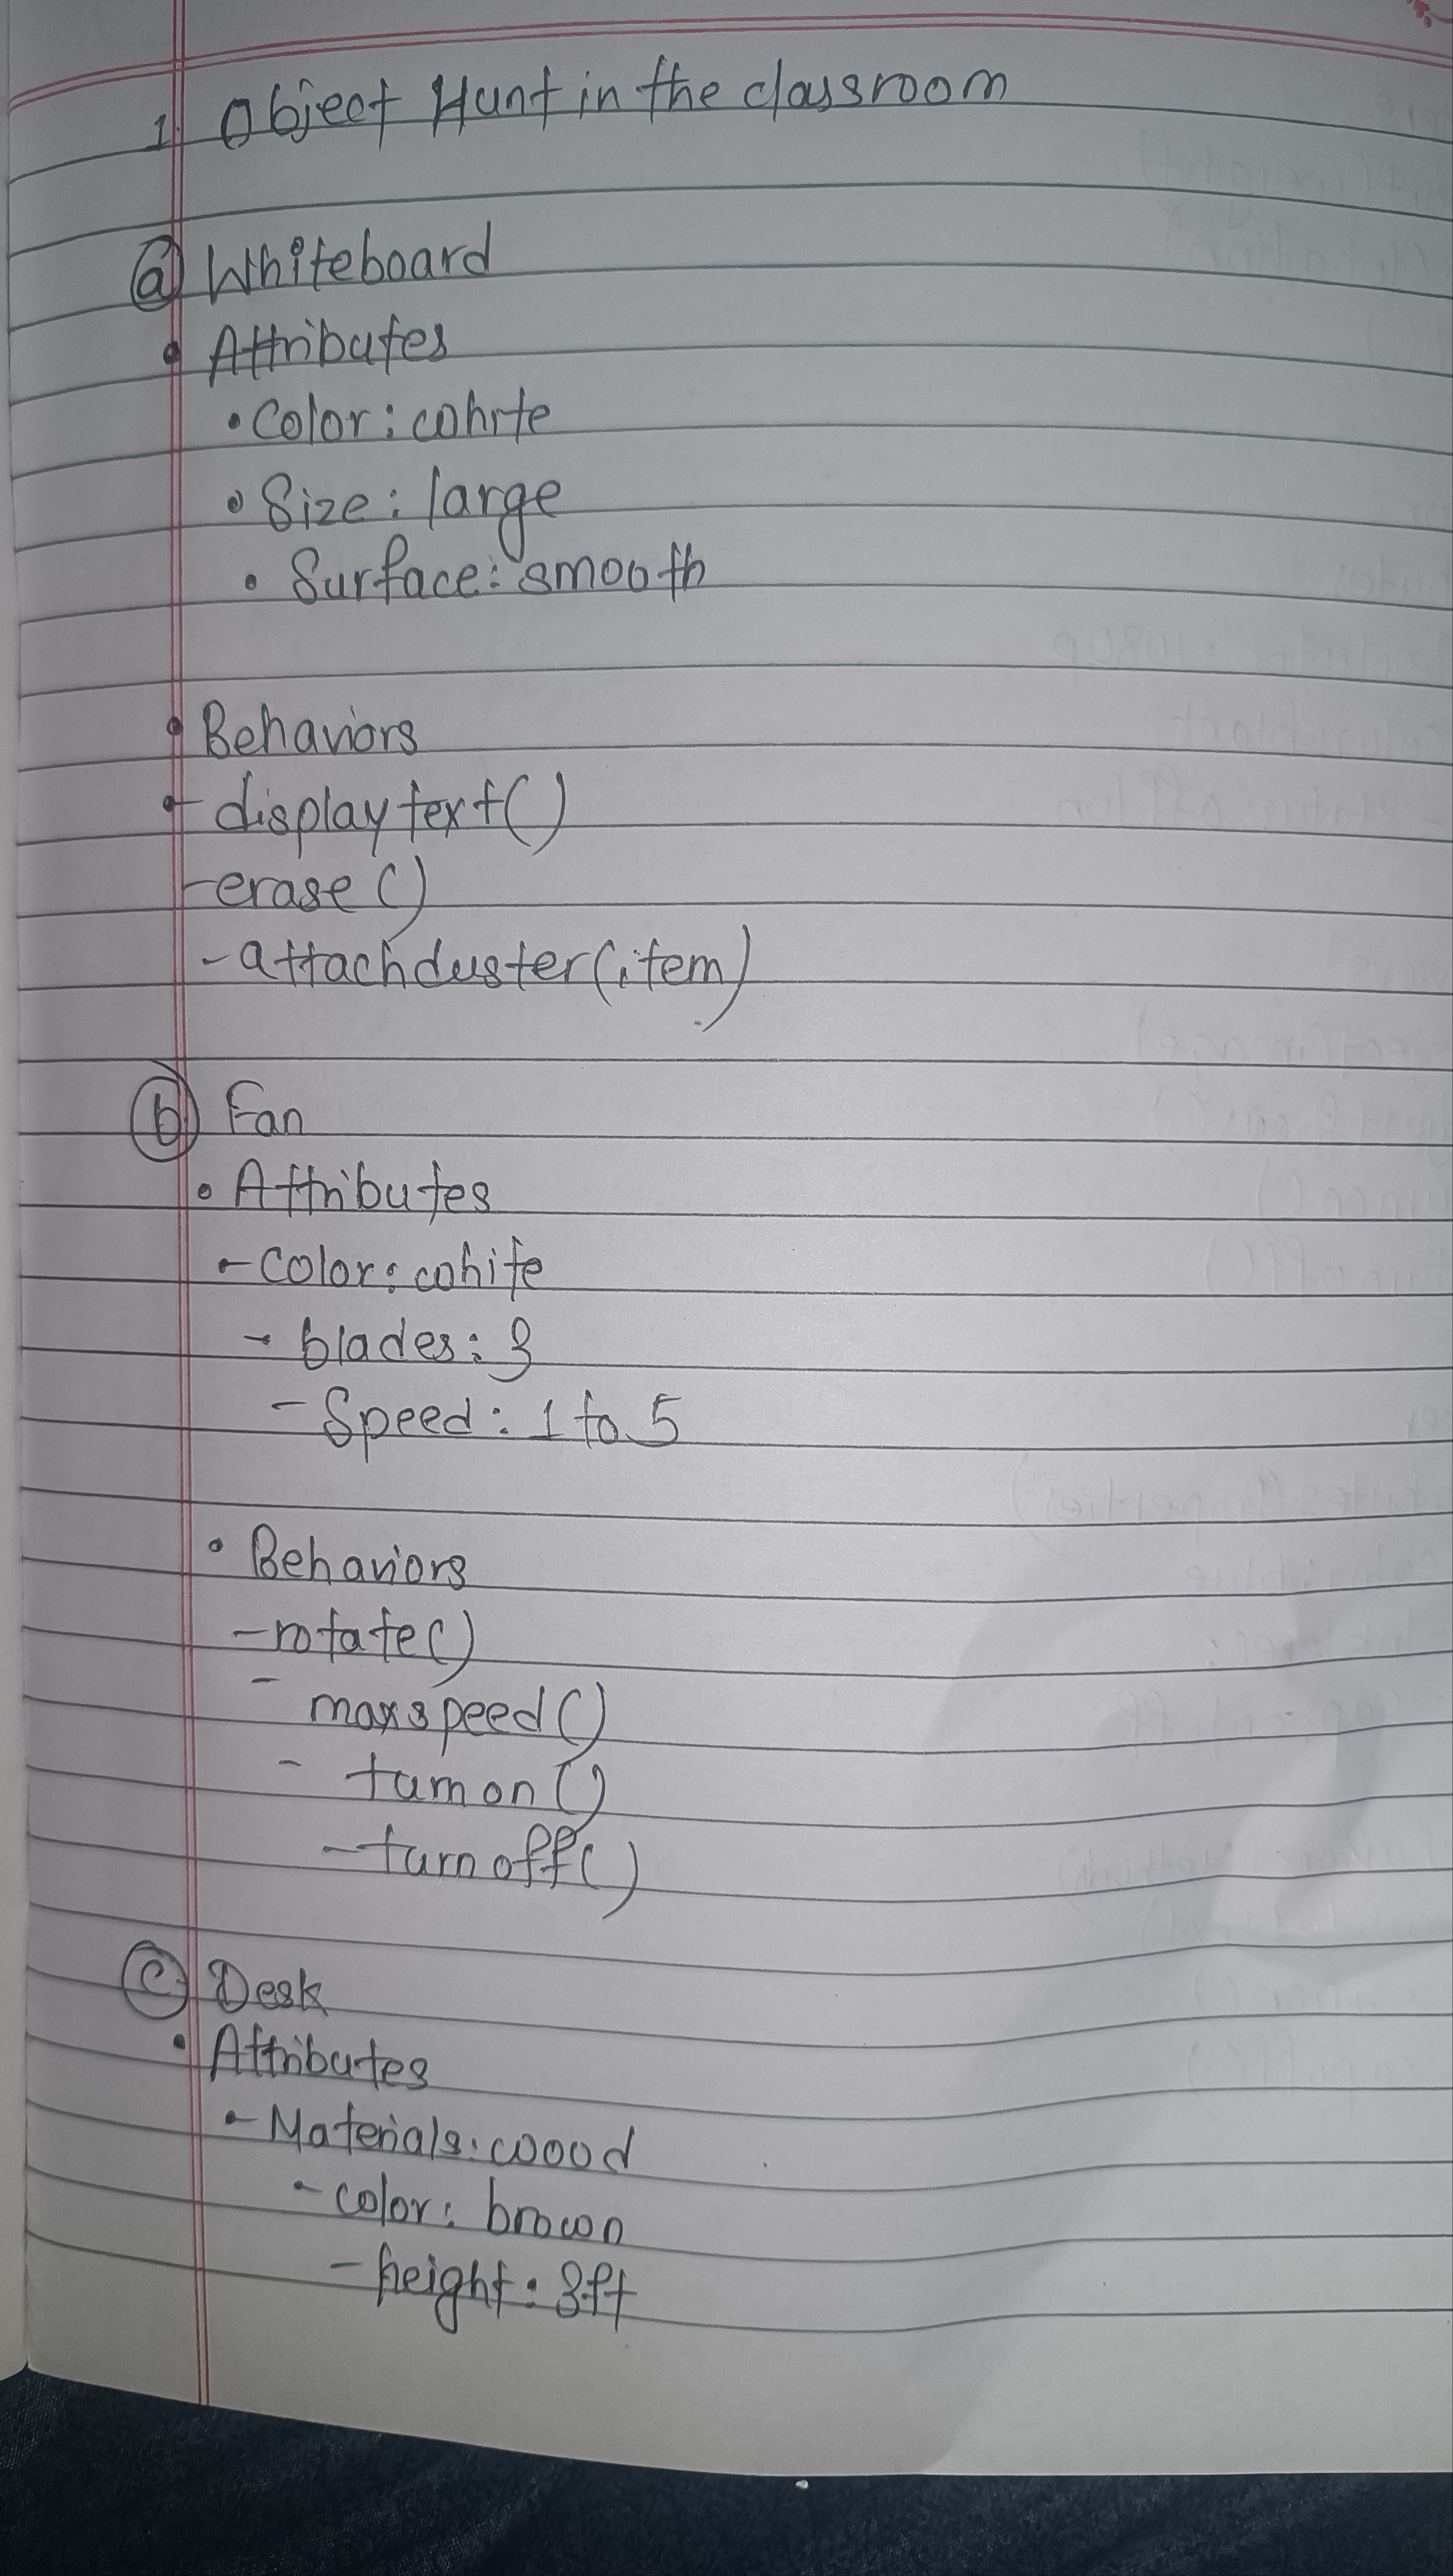 1. Object Hunt in the classroom
(a) Whiteboard
• Attributes
• Color: white
• Size: large
• Surface: smooth
• Behaviors
- displaytext()
- erase()
- attachduster(item)
(b) Fan
• Attributes
- Color: white
- blades: 3
- Speed: 1 to 5
• Behaviors
- rotate()
- maxspeed()
- turnon()
- turnoff()
(c) Desk
• Attributes
- Materials: wood
- color: brown
- height: 3ft